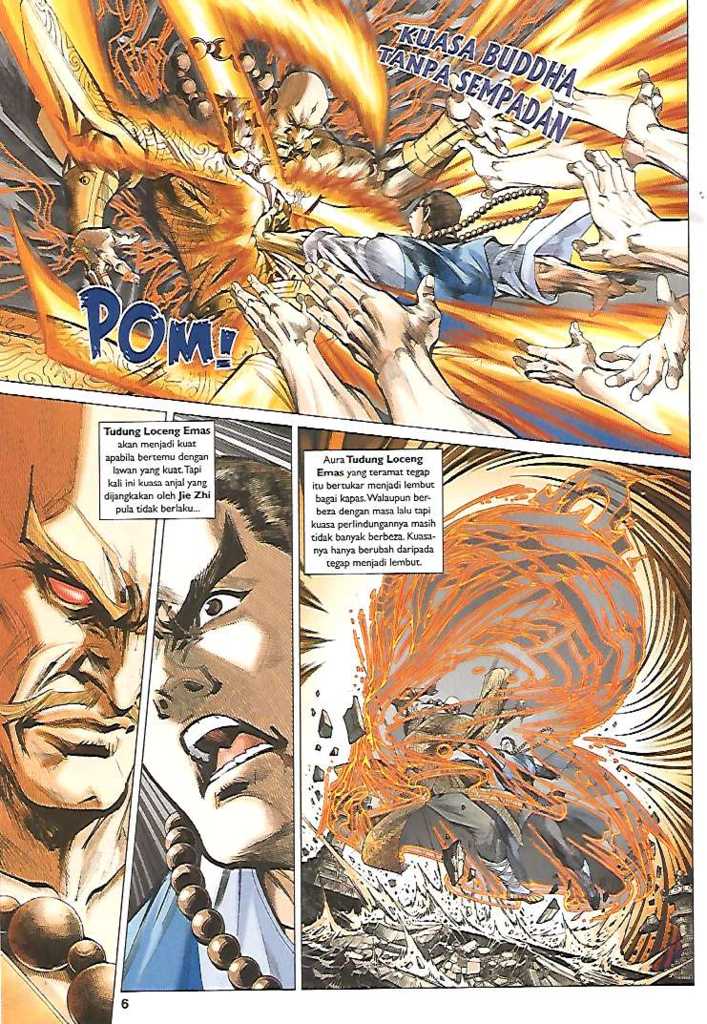 KUASA BUDDHA
TANPA SEMPADAN
POM!
Tudung Loceng Emas
akan menjadi kuat
apabila bertemu dengan
lawan yang kuat. Tapi
kali ini kuasa anjal yang
dijangkakan oleh Jie Zhi
pula tidak berlaku...
Aura Tudung Loceng
Emas yang teramat tegap
itu bertukar menjadi lembut
bagai kapas. Walaupun ber-
beza dengan masa lalu tapi
kuasa perlindungannya masih
tidak banyak berbeza. Kuasa-
nya hanya berubah daripada
tegap menjadi lembut.
6